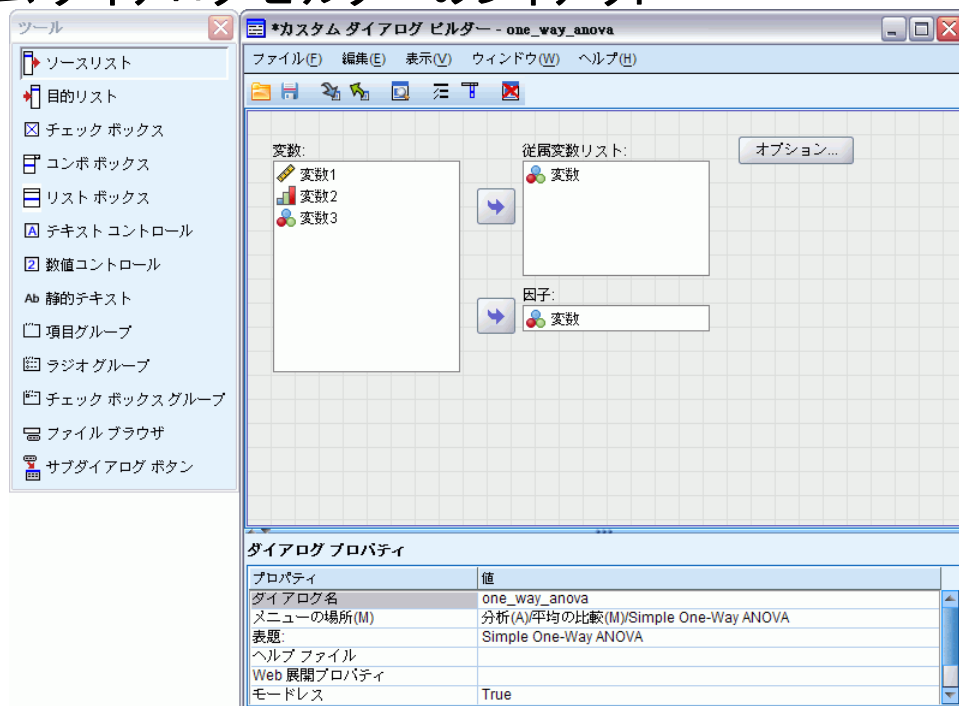 ツール
ソースリスト
目的リスト
チェック ボックス
コンボ ボックス
リスト ボックス
テキスト コントロール
数値コントロール
静的テキスト
項目グループ
ラジオ グループ
チェック ボックス グループ
ファイル ブラウザ
サブダイアログ ボタン
*カスタム ダイアログ ビルダー - one_way_anova
ファイル(F) 編集(E) 表示(V) ウィンドウ(W) ヘルプ(H)
変数:
変数1
変数2
変数3
従属変数リスト:
変数
因子:
変数
オプション...
ダイアログ プロパティ
プロパティ 値
ダイアログ名 one_way_anova
メニューの場所(M) 分析(A)/平均の比較(M)/Simple One-Way ANOVA
表題: Simple One-Way ANOVA
ヘルプ ファイル
Web 展開プロパティ
モードレス True